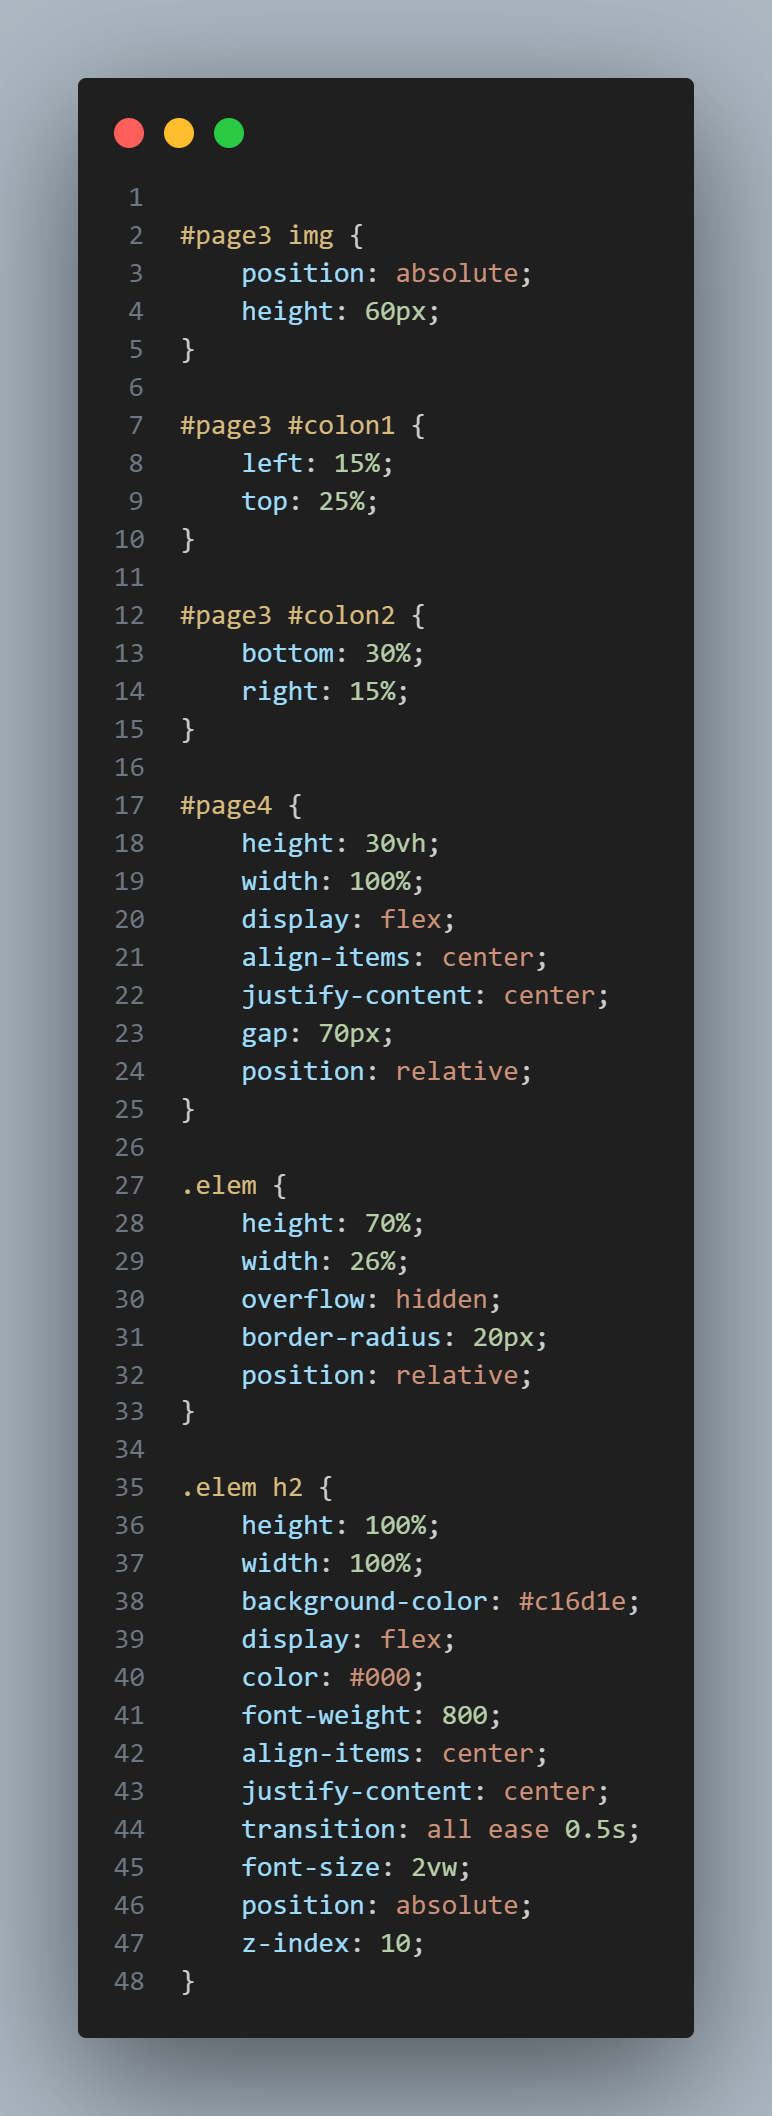 1
2 #page3 img {
3     position: absolute;
4     height: 60px;
5 }
6
7 #page3 #colon1 {
8     left: 15%;
9     top: 25%;
10 }
11
12 #page3 #colon2 {
13     bottom: 30%;
14     right: 15%;
15 }
16
17 #page4 {
18     height: 30vh;
19     width: 100%;
20     display: flex;
21     align-items: center;
22     justify-content: center;
23     gap: 70px;
24     position: relative;
25 }
26
27 .elem {
28     height: 70%;
29     width: 26%;
30     overflow: hidden;
31     border-radius: 20px;
32     position: relative;
33 }
34
35 .elem h2 {
36     height: 100%;
37     width: 100%;
38     background-color: #c16d1e;
39     display: flex;
40     color: #000;
41     font-weight: 800;
42     align-items: center;
43     justify-content: center;
44     transition: all ease 0.5s;
45     font-size: 2vw;
46     position: absolute;
47     z-index: 10;
48 }